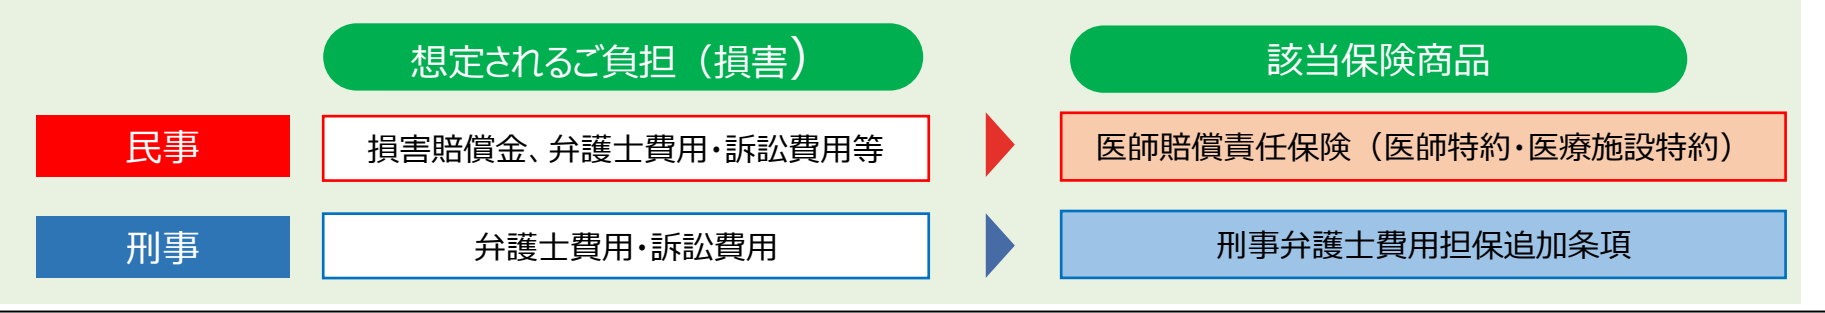 想定されるご負担（損害）
該当保険商品
民事
損害賠償金、弁護士費用・訴訟費用等
医師賠償責任保険（医師特約・医療施設特約）
刑事
弁護士費用・訴訟費用
刑事弁護士費用担保追加条項